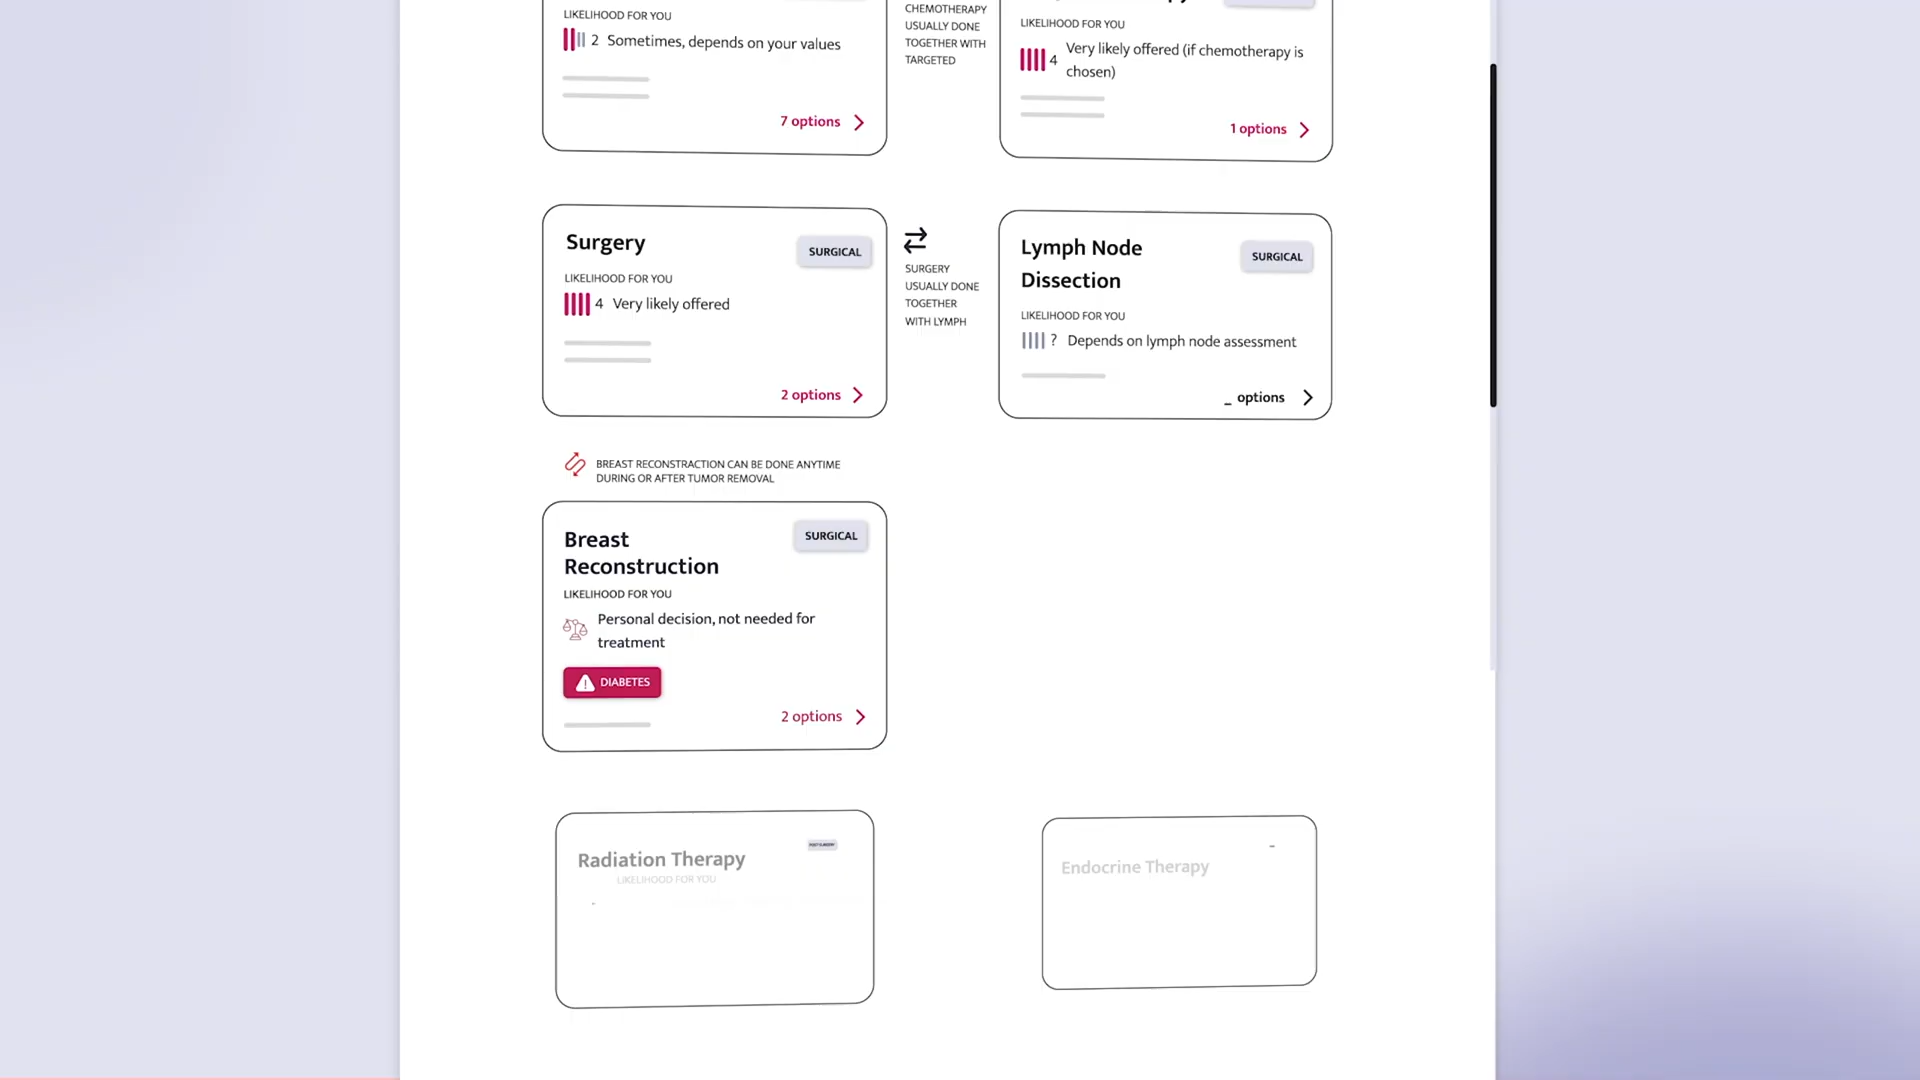 LIKELIHOOD FOR YOU
2 Sometimes, depends on your values
7 options
CHEMOTHERAPY
USUALLY DONE
TOGETHER WITH
TARGETED
LIKELIHOOD FOR YOU
4 Very likely offered (if chemotherapy is
chosen)
1 options
Surgery
SURGICAL
LIKELIHOOD FOR YOU
4 Very likely offered
2 options
SURGERY
USUALLY DONE
TOGETHER
WITH LYMPH
Lymph Node
Dissection
SURGICAL
LIKELIHOOD FOR YOU
? Depends on lymph node assessment
_ options
BREAST RECONSTRACTION CAN BE DONE ANYTIME
DURING OR AFTER TUMOR REMOVAL
Breast
Reconstruction
SURGICAL
LIKELIHOOD FOR YOU
Personal decision, not needed for
treatment
DIABETES
2 options
Radiation Therapy
LIKELIHOOD FOR YOU
Endocrine Therapy